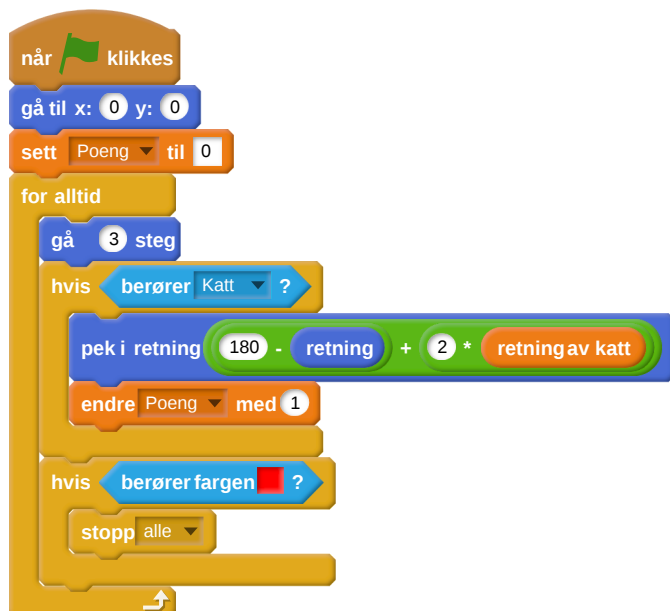 når klikkes
gå til x: 0 y: 0
sett Poeng til 0
for alltid
gå 3 steg
hvis berører Katt ?
pek i retning 180 - retning + 2 * retning av katt
endre Poeng med 1
hvis berører fargen ?
stopp alle